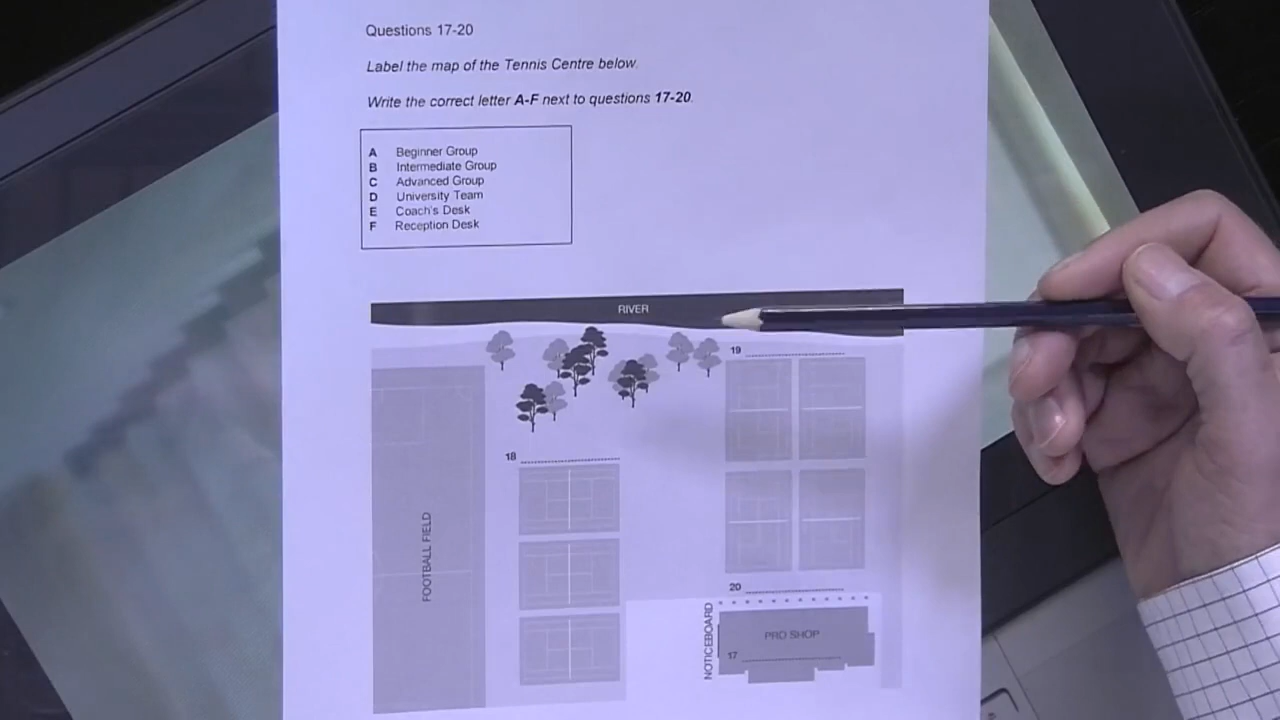 Questions 17-20
Label the map of the Tennis Centre below.
Write the correct letter A-F next to questions 17-20.
A Beginner Group
B Intermediate Group
C Advanced Group
D University Team
E Coach's Desk
F Reception Desk
RIVER
19
18
FOOTBALL FIELD
20
NOTICEBOARD
PRO SHOP
17